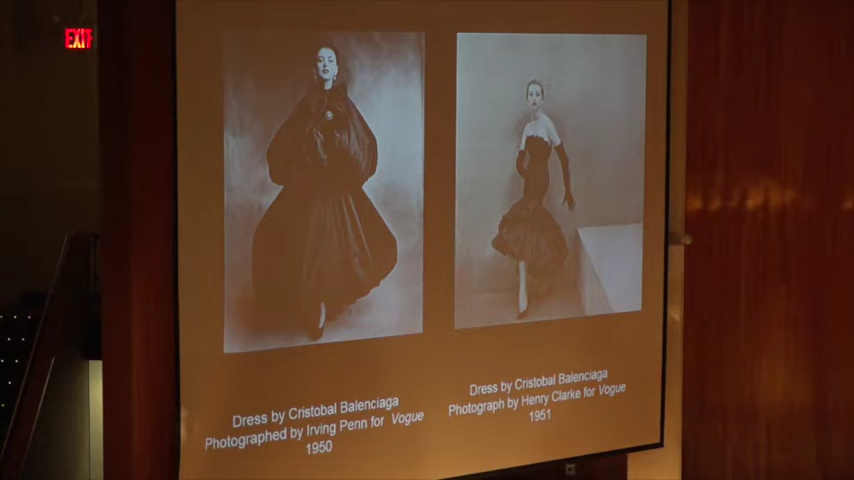 EXIT
Dress by Cristobal Balenciaga
Photographed by Irving Penn for Vogue
1950
Dress by Cristobal Balenciaga
Photograph by Henry Clarke for Vogue
1951